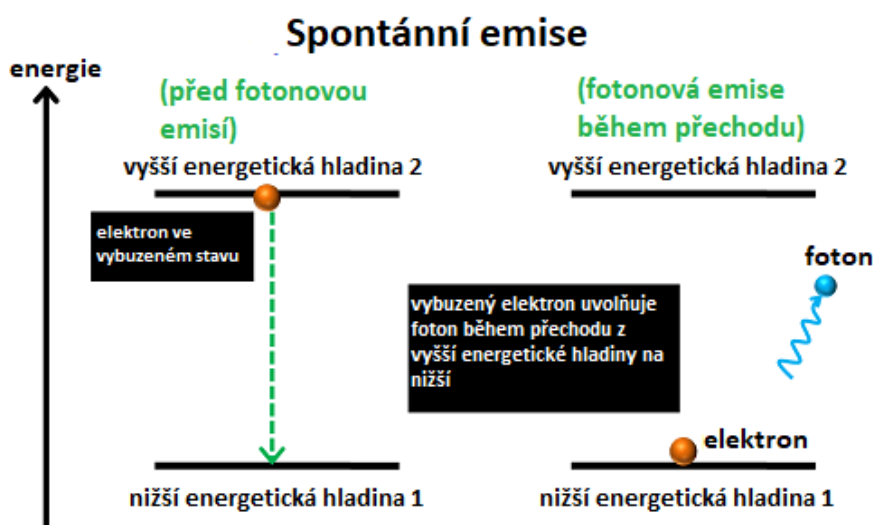 Spontánní emise
energie
(před fotonovou
emisí)
vyšší energetická hladina 2
elektron ve
vybuzeném stavu
nižší energetická hladina 1
vybuzený elektron uvolňuje
foton během přechodu z
vyšší energetické hladiny na
nižší
(fotonová emise
během přechodu)
vyšší energetická hladina 2
foton
elektron
nižší energetická hladina 1